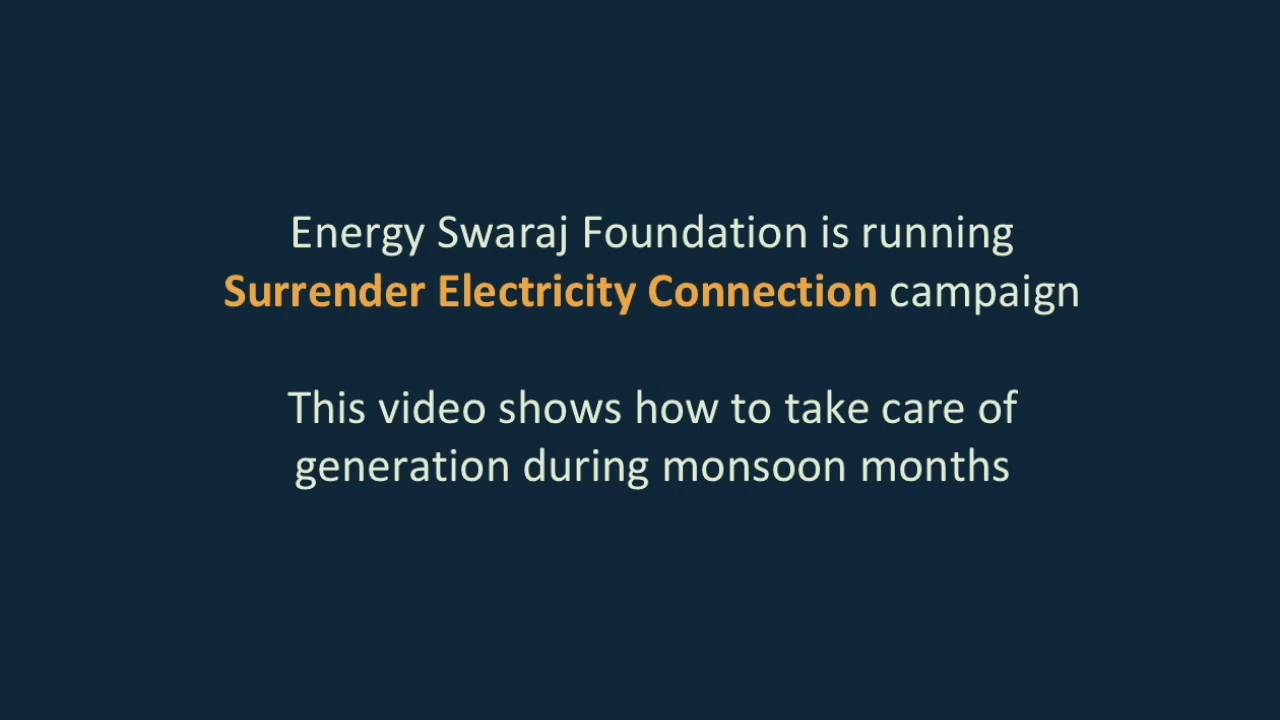 Energy Swaraj Foundation is running
Surrender Electricity Connection campaign
This video shows how to take care of
generation during monsoon months